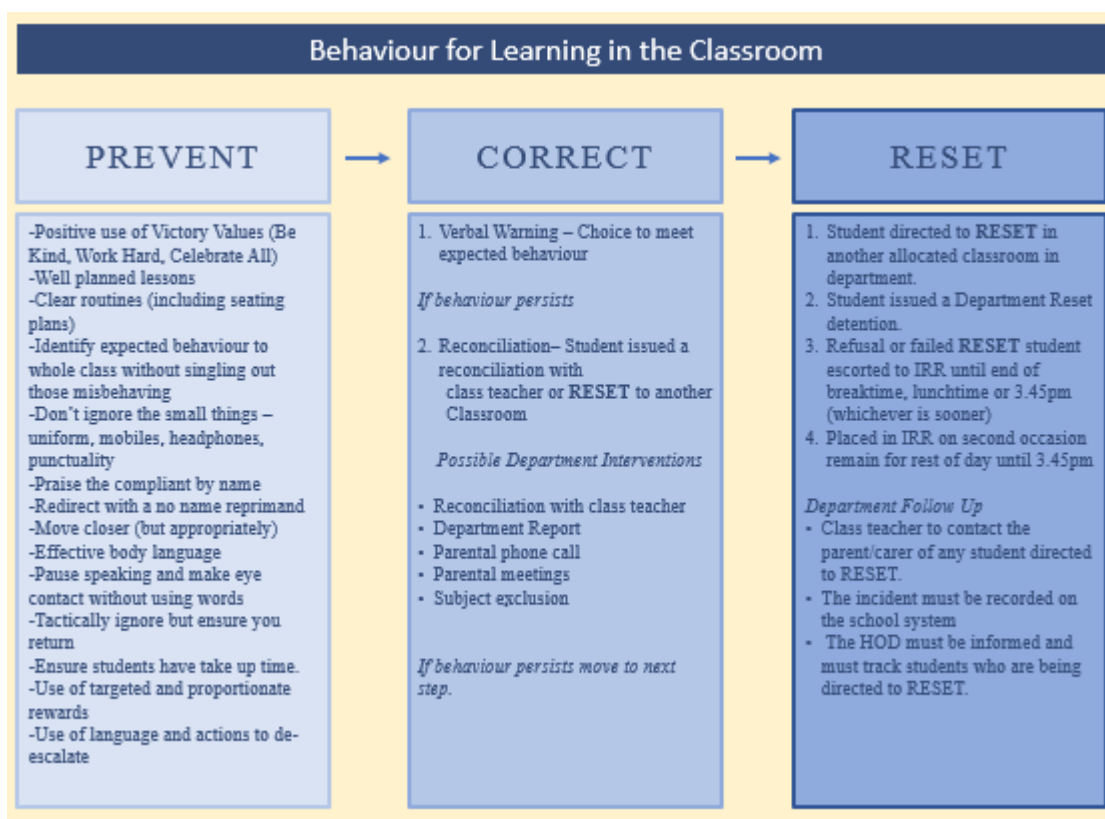 Behaviour for Learning in the Classroom
PREVENT
-Positive use of Victory Values (Be
Kind, Work Hard, Celebrate All)
-Well planned lessons
-Clear routines (including seating
plans)
-Identify expected behaviour to
whole class without singling out
those misbehaving
-Don't ignore the small things –
uniform, mobiles, headphones,
punctuality
-Praise the compliant by name
-Redirect with a no name reprimand
-Move closer (but appropriately)
-Effective body language
-Pause speaking and make eye
contact without using words
-Tactically ignore but ensure you
return
-Ensure students have take up time.
-Use of targeted and proportionate
rewards
-Use of language and actions to de-
escalate
CORRECT
1. Verbal Warning – Choice to meet
expected behaviour
If behaviour persists
2. Reconciliation– Student issued a
reconciliation with
class teacher or RESET to another
Classroom
Possible Department Interventions
• Reconciliation with class teacher
• Department Report
• Parental phone call
• Parental meetings
• Subject exclusion
If behaviour persists move to next
step.
RESET
1. Student directed to RESET in
another allocated classroom in
department.
2. Student issued a Department Reset
detention.
3. Refusal or failed RESET student
escorted to IRR until end of
breaktime, lunchtime or 3.45pm
(whichever is sooner)
4. Placed in IRR on second occasion
remain for rest of day until 3.45pm
Department Follow Up
• Class teacher to contact the
parent/carer of any student directed
to RESET.
• The incident must be recorded on
the school system
• The HOD must be informed and
must track students who are being
directed to RESET.